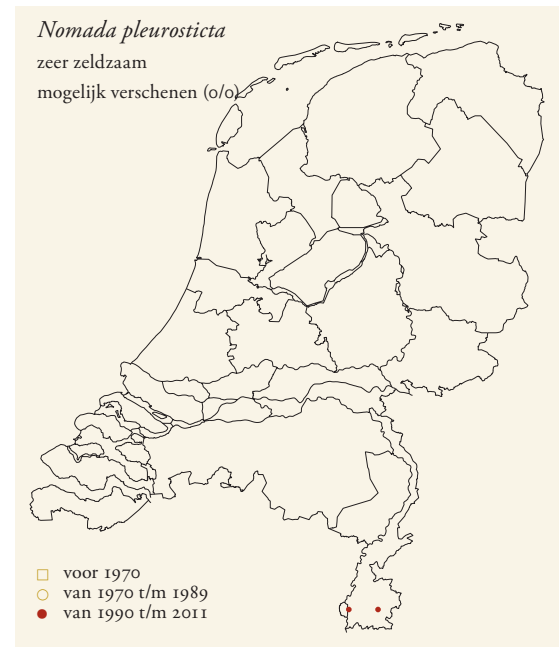 Nomada pleurosticta
zeer zeldzaam
mogelijk verschenen (0/0)
voor 1970
van 1970 t/m 1989
van 1990 t/m 2011